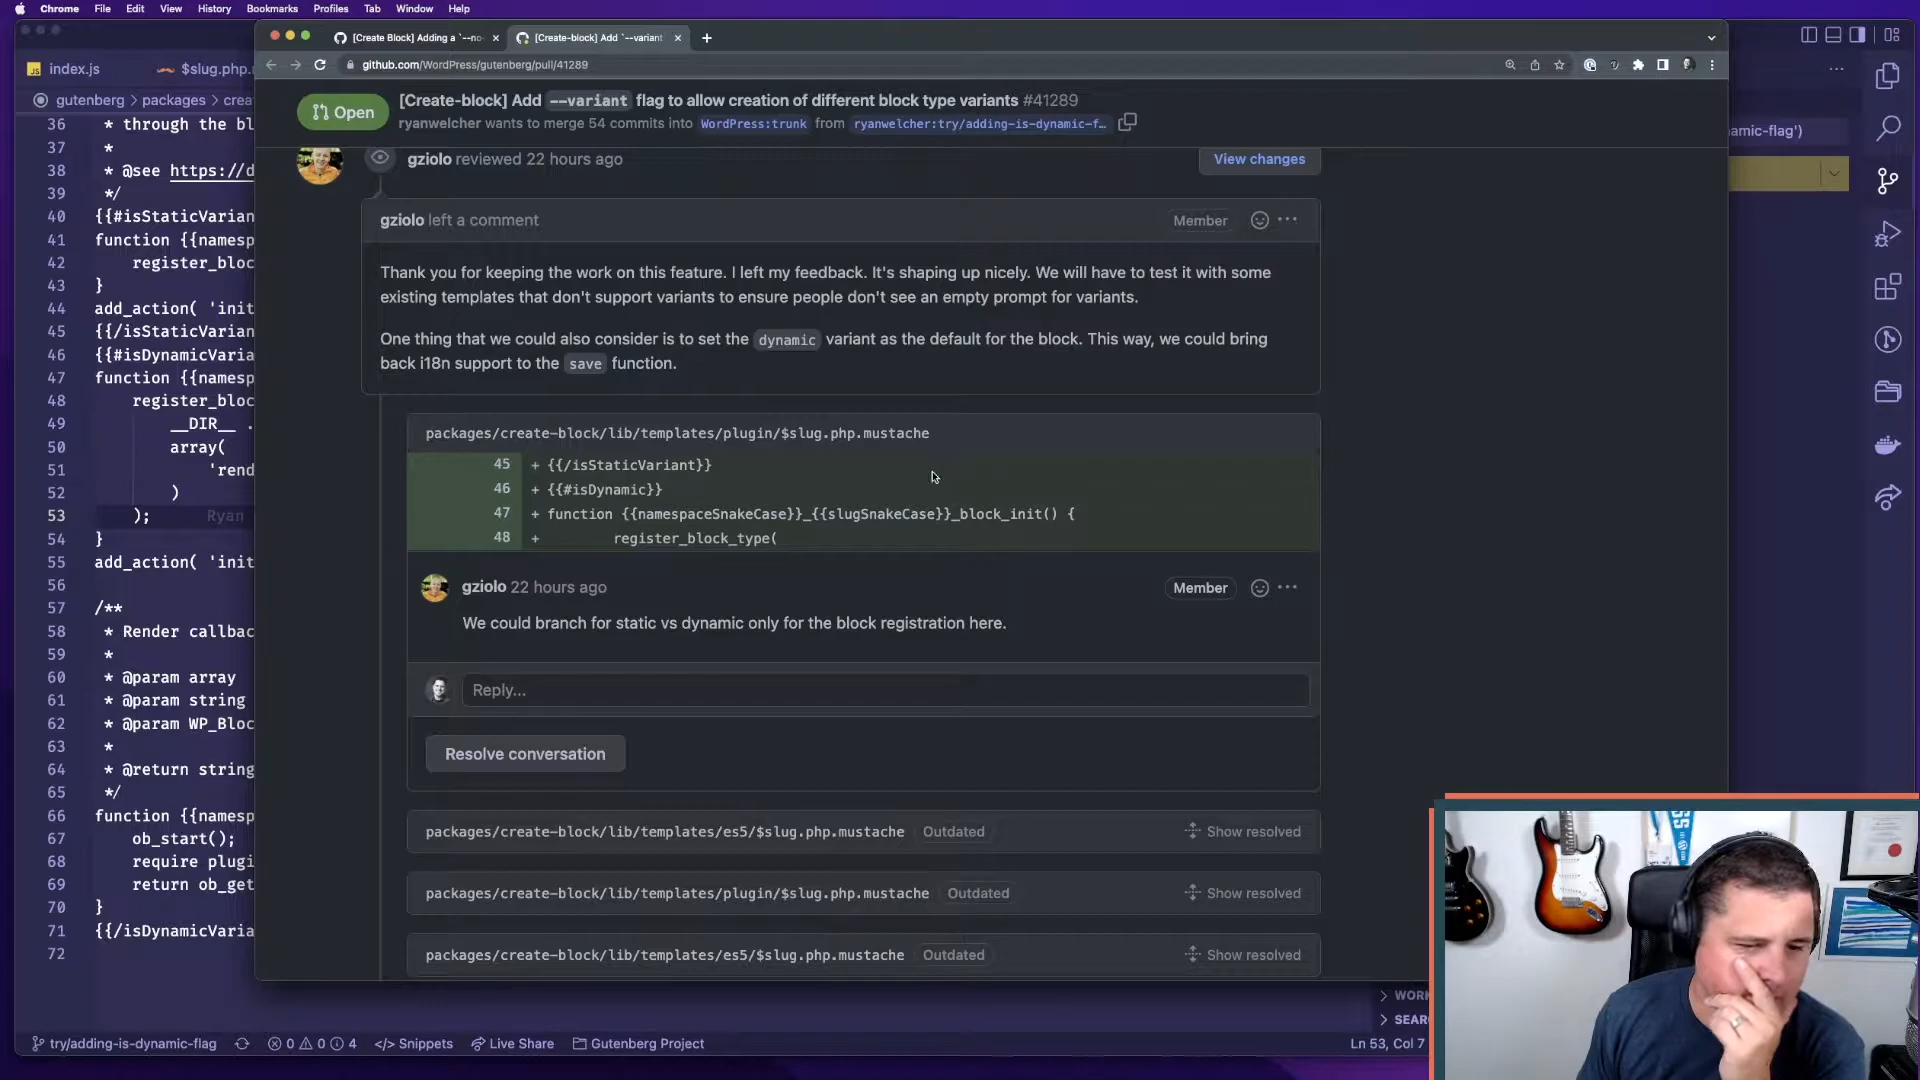 Chrome File Edit View History Bookmarks Profiles Tab Window Help
[Create Block] Adding a `--no-
[Create-block] Add `--variant
github.com/WordPress/gutenberg/pull/41289
JS index.js
$slug.php.
gutenberg > packages > crea
Open
[Create-block] Add --variant flag to allow creation of different block type variants #41289
ryanwelcher wants to merge 54 commits into WordPress:trunk from ryanwelcher:try/adding-is-dynamic-f…
amic-flag')
36 * through the bl
37 *
38 * @see https://d
39 */
40 {{#isStaticVarian
41 function {{namesp
42 register_bloc
43 }
44 add_action( 'init
45 {{/isStaticVarian
46 {{#isDynamicVaria
47 function {{namesp
48 register_bloc
49 __DIR__ .
50 array(
51 'rend
52 )
53 ); Ryan
54 }
55 add_action( 'init
56
57 /**
58 * Render callbac
59 *
60 * @param array
61 * @param string
62 * @param WP_Bloc
63 *
64 * @return string
65 */
66 function {{namesp
67 ob_start();
68 require plugi
69 return ob_get
70 }
71 {{/isDynamicVaria
72
gziolo reviewed 22 hours ago
View changes
gziolo left a comment
Member
Thank you for keeping the work on this feature. I left my feedback. It's shaping up nicely. We will have to test it with some
existing templates that don't support variants to ensure people don't see an empty prompt for variants.
One thing that we could also consider is to set the dynamic variant as the default for the block. This way, we could bring
back i18n support to the save function.
packages/create-block/lib/templates/plugin/$slug.php.mustache
45 + {{/isStaticVariant}}
46 + {{#isDynamic}}
47 + function {{namespaceSnakeCase}}_{{slugSnakeCase}}_block_init() {
48 + register_block_type(
gziolo 22 hours ago
Member
We could branch for static vs dynamic only for the block registration here.
Reply...
Resolve conversation
packages/create-block/lib/templates/es5/$slug.php.mustache Outdated Show resolved
packages/create-block/lib/templates/plugin/$slug.php.mustache Outdated Show resolved
packages/create-block/lib/templates/es5/$slug.php.mustache Outdated Show resolved
> WORK
> SEAR
try/adding-is-dynamic-flag 0 0 4 Snippets Live Share Gutenberg Project
Ln 53, Col 7